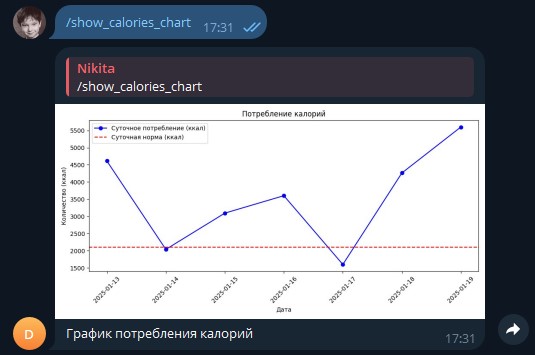 /show_calories_chart 17:31
Nikita
/show_calories_chart
Потребление калорий
Суточное потребление (ккал)
Суточная норма (ккал)
Количество (ккал)
5500
5000
4500
4000
3500
3000
2500
2000
1500
2025-01-13
2025-01-14
2025-01-15
2025-01-16
2025-01-17
2025-01-18
2025-01-19
Дата
D
График потребления калорий 17:31